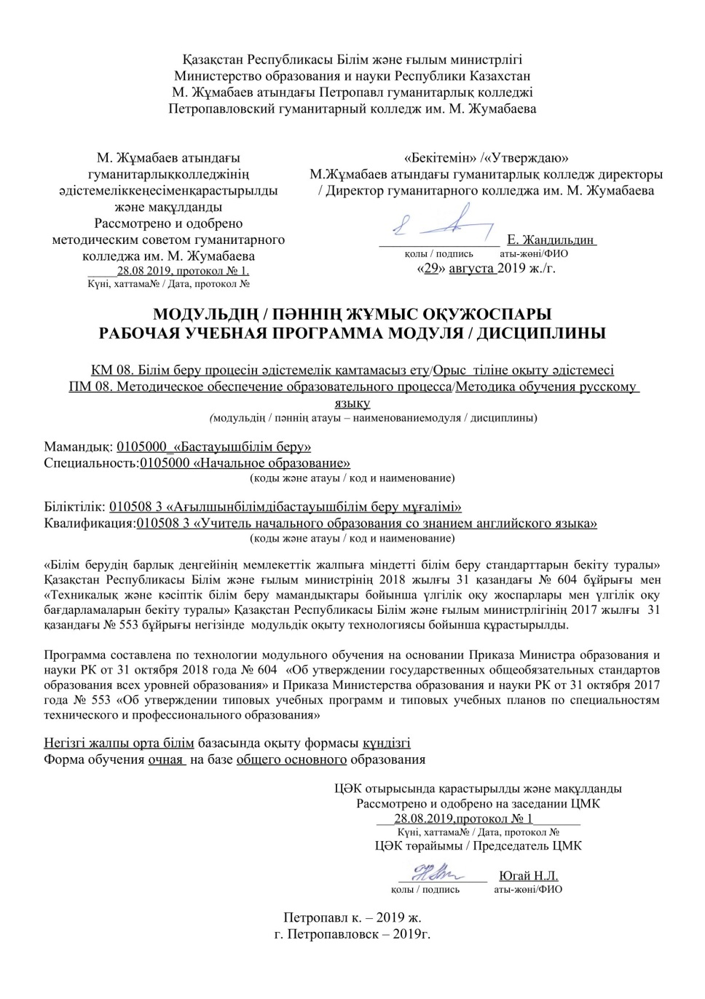 Қазақстан Республикасы Білім және ғылым министрлігі
Министерство образования и науки Республики Казахстан
М. Жұмабаев атындағы Петропавл гуманитарлық колледжі
Петропавловский гуманитарный колледж им. М. Жумабаева
М. Жұмабаев атындағы
гуманитарлықколледжінің
әдістемеліккеңесіменқарастырылды
және мақұлданды
Рассмотрено и одобрено
методическим советом гуманитарного
колледжа им. М. Жумабаева
_____28.08 2019, протокол № 1.
Күні, хаттама№ / Дата, протокол №
«Бекітемін» /«Утверждаю»
М.Жұмабаев атындағы гуманитарлық колледж директоры
/ Директор гуманитарного колледжа им. М. Жумабаева
_________________ Е. Жандильдин
қолы / подпись аты-жөні/ФИО
«29» августа 2019 ж./г.
МОДУЛЬДІҢ / ПӘННІҢ ЖҰМЫС ОҚУЖОСПАРЫ
РАБОЧАЯ УЧЕБНАЯ ПРОГРАММА МОДУЛЯ / ДИСЦИПЛИНЫ
КМ 08. Білім беру процесін әдістемелік қамтамасыз ету/Орыс тіліне оқыту әдістемесі
ПМ 08. Методическое обеспечение образовательного процесса/Методика обучения русскому
языку
(модульдің / пәннің атауы – наименованиемодуля / дисциплины)
Мамандық: 0105000_«Бастауышбілім беру»
Специальность:0105000 «Начальное образование»
(коды және атауы / код и наименование)
Біліктілік: 010508 3 «Ағылшынбілімдібастауышбілім беру мұғалімі»
Квалификация:010508 3 «Учитель начального образования со знанием английского языка»
(коды және атауы / код и наименование)
«Білім берудің барлық деңгейінің мемлекеттік жалпыға міндетті білім беру стандарттарын бекіту туралы»
Қазақстан Республикасы Білім және ғылым министрінің 2018 жылғы 31 қазандағы № 604 бұйрығы мен
«Техникалық және кәсіптік білім беру мамандықтары бойынша үлгілік оқу жоспарлары мен үлгілік оқу
бағдарламаларын бекіту туралы» Қазақстан Республикасы Білім және ғылым министрлігінің 2017 жылғы 31
қазандағы № 553 бұйрығы негізінде модульдік оқыту технологиясы бойынша құрастырылды.
Программа составлена по технологии модульного обучения на основании Приказа Министра образования и
науки РК от 31 октября 2018 года № 604 «Об утверждении государственных общеобязательных стандартов
образования всех уровней образования» и Приказа Министерства образования и науки РК от 31 октября 2017
года № 553 «Об утверждении типовых учебных программ и типовых учебных планов по специальностям
технического и профессионального образования»
Негізгі жалпы орта білім базасында оқыту формасы күндізгі
Форма обучения очная на базе общего основного образования
ЦӘК отырысында қарастырылды және мақұлданды
Рассмотрено и одобрено на заседании ЦМК
___28.08.2019,протокол № 1________
Күні, хаттама№ / Дата, протокол №
ЦӘК төрайымы / Председатель ЦМК
_______________ Югай Н.Л.
қолы / подпись аты-жөні/ФИО
Петропавл к. – 2019 ж.
г. Петропавловск – 2019г.